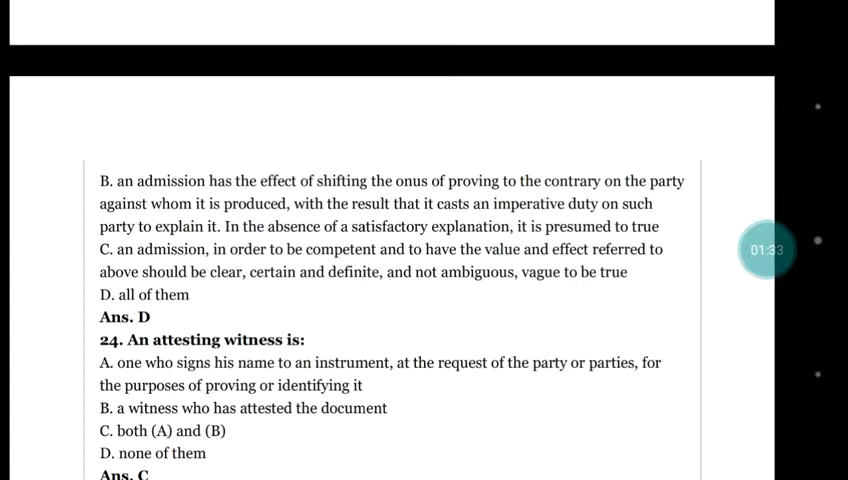 B. an admission has the effect of shifting the onus of proving to the contrary on the party
against whom it is produced, with the result that it casts an imperative duty on such
party to explain it. In the absence of a satisfactory explanation, it is presumed to true
C. an admission, in order to be competent and to have the value and effect referred to
above should be clear, certain and definite, and not ambiguous, vague to be true
D. all of them
Ans. D
24. An attesting witness is:
A. one who signs his name to an instrument, at the request of the party or parties, for
the purposes of proving or identifying it
B. a witness who has attested the document
C. both (A) and (B)
D. none of them
Ans. C
01:33